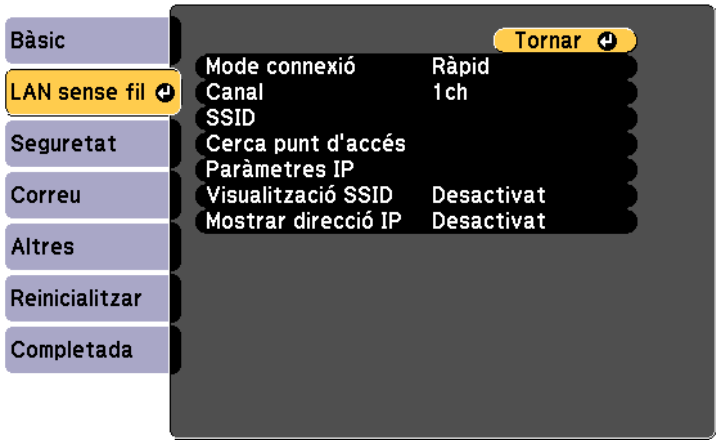 Bàsic
LAN sense fil
Seguretat
Correu
Altres
Reinicialitzar
Completada
Tornar
Mode connexió Ràpid
Canal 1ch
SSID
Cerca punt d'accés
Paràmetres IP
Visualització SSID Desactivat
Mostrar direcció IP Desactivat